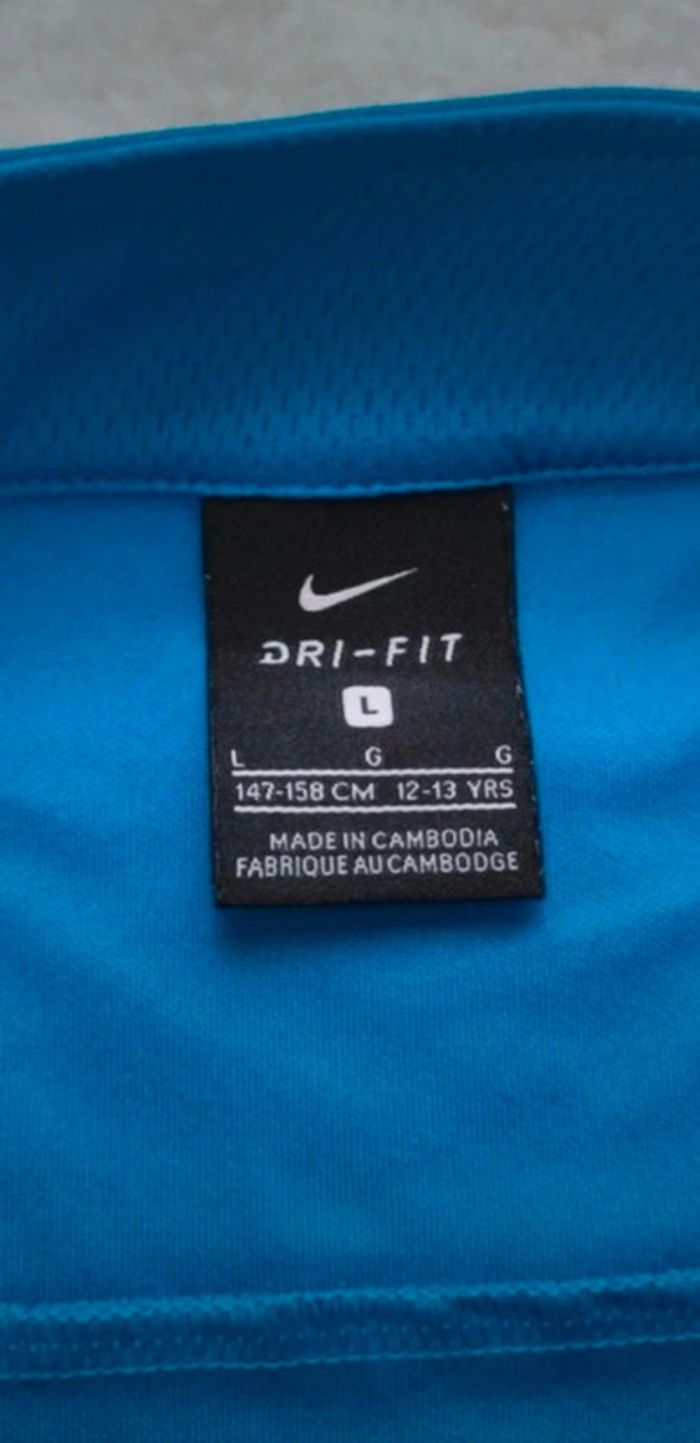 DRI-FIT
L
L G G
147-158 CM 12-13 YRS
MADE IN CAMBODIA
FABRIQUE AU CAMBODGE